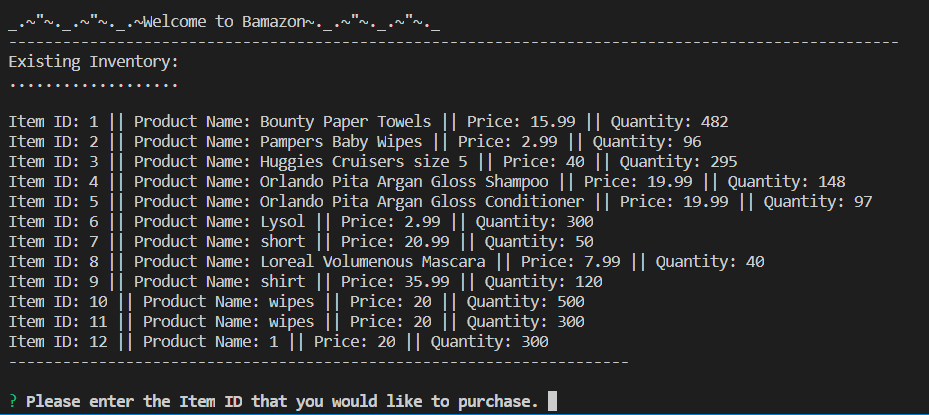 _.~"~._.~"~._.~Welcome to Bamazon~._.~"~._.~"~._
---------------------------------------------------------------------------------------------------
Existing Inventory:
...................
Item ID: 1 || Product Name: Bounty Paper Towels || Price: 15.99 || Quantity: 482
Item ID: 2 || Product Name: Pampers Baby Wipes || Price: 2.99 || Quantity: 96
Item ID: 3 || Product Name: Huggies Cruisers size 5 || Price: 40 || Quantity: 295
Item ID: 4 || Product Name: Orlando Pita Argan Gloss Shampoo || Price: 19.99 || Quantity: 148
Item ID: 5 || Product Name: Orlando Pita Argan Gloss Conditioner || Price: 19.99 || Quantity: 97
Item ID: 6 || Product Name: Lysol || Price: 2.99 || Quantity: 300
Item ID: 7 || Product Name: short || Price: 20.99 || Quantity: 50
Item ID: 8 || Product Name: Loreal Volumenous Mascara || Price: 7.99 || Quantity: 40
Item ID: 9 || Product Name: shirt || Price: 35.99 || Quantity: 120
Item ID: 10 || Product Name: wipes || Price: 20 || Quantity: 500
Item ID: 11 || Product Name: wipes || Price: 20 || Quantity: 300
Item ID: 12 || Product Name: 1 || Price: 20 || Quantity: 300
---------------------------------------------------------------------
? Please enter the Item ID that you would like to purchase.